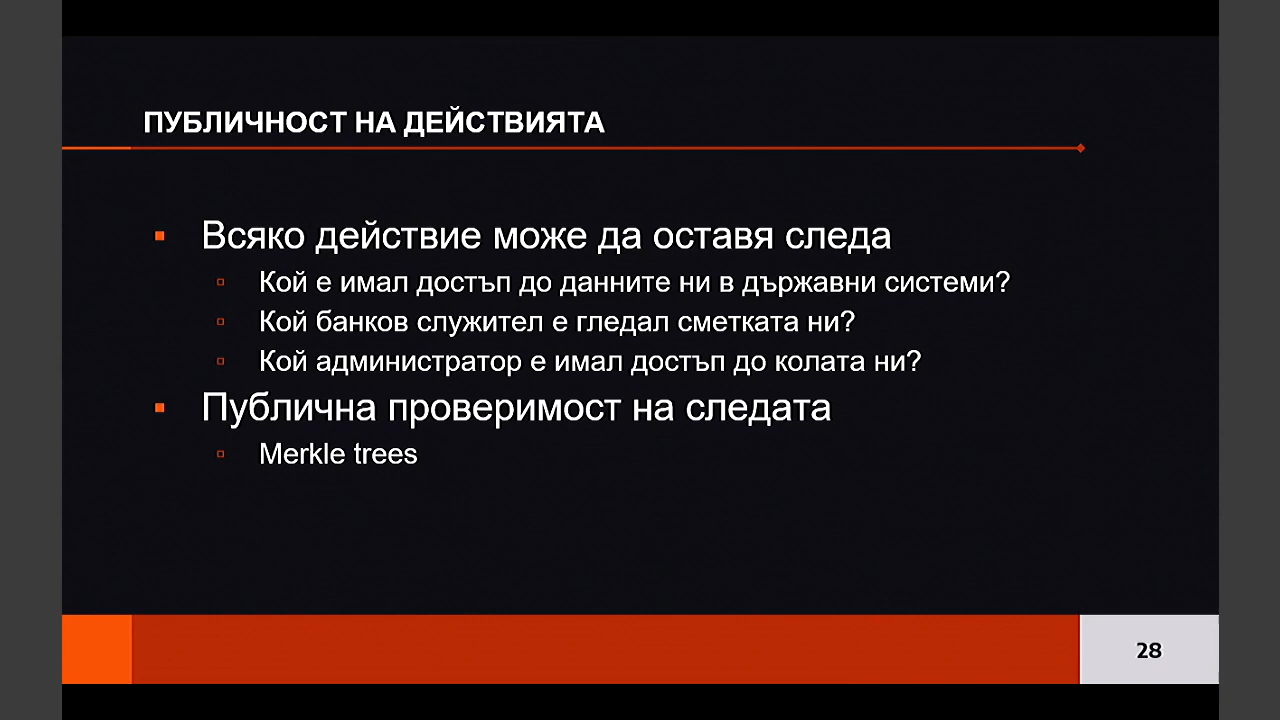 ПУБЛИЧНОСТ НА ДЕЙСТВИЯТА
Всяко действие може да оставя следа
Кой е имал достъп до данните ни в държавни системи?
Кой банков служител е гледал сметката ни?
Кой администратор е имал достъп до колата ни?
Публична проверимост на следата
Merkle trees
28